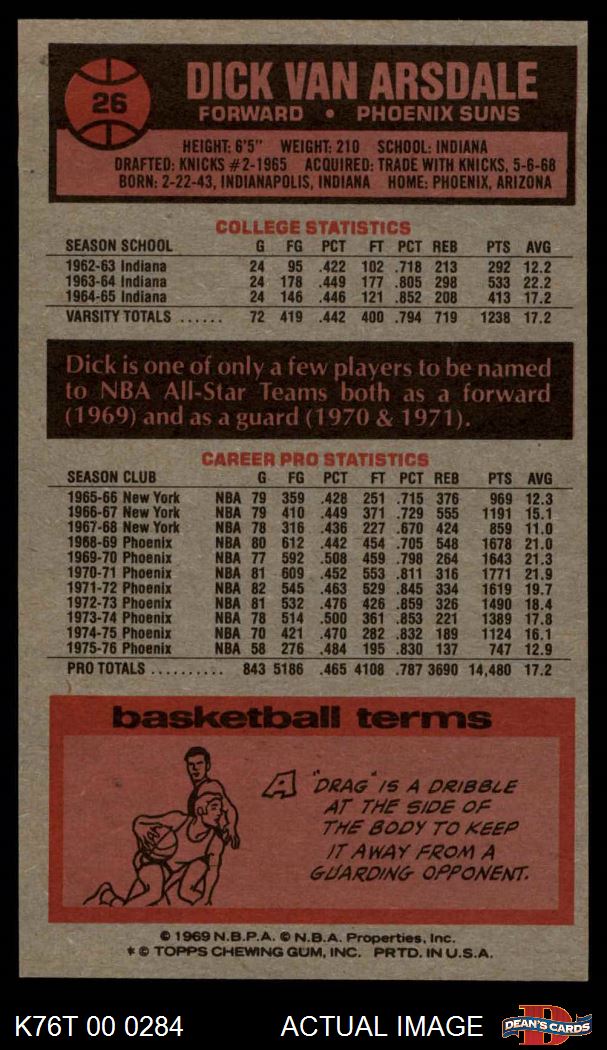 26
DICK VAN ARSDALE
FORWARD • PHOENIX SUNS
HEIGHT: 6'5" WEIGHT: 210 SCHOOL: INDIANA
DRAFTED: KNICKS #2-1965 ACQUIRED: TRADE WITH KNICKS, 5-6-68
BORN: 2-22-43, INDIANAPOLIS, INDIANA HOME: PHOENIX, ARIZONA
COLLEGE STATISTICS
SEASON SCHOOL G FG PCT FT PCT REB PTS AVG
1962-63 Indiana 24 95 .422 102 .718 213 292 12.2
1963-64 Indiana 24 178 .449 177 .805 298 533 22.2
1964-65 Indiana 24 146 .446 121 .852 208 413 17.2
VARSITY TOTALS ...... 72 419 .442 400 .794 719 1238 17.2
Dick is one of only a few players to be named
to NBA All-Star Teams both as a forward
(1969) and as a guard (1970 & 1971).
CAREER PRO STATISTICS
SEASON CLUB G FG PCT FT PCT REB PTS AVG
1965-66 New York NBA 79 359 .428 251 .715 376 969 12.3
1966-67 New York NBA 79 410 .449 371 .729 555 1191 15.1
1967-68 New York NBA 78 316 .436 227 .670 424 859 11.0
1968-69 Phoenix NBA 80 612 .442 454 .705 548 1678 21.0
1969-70 Phoenix NBA 77 592 .508 459 .798 264 1643 21.3
1970-71 Phoenix NBA 81 609 .452 553 .811 316 1771 21.9
1971-72 Phoenix NBA 82 545 .463 529 .845 334 1619 19.7
1972-73 Phoenix NBA 81 532 .476 426 .859 326 1490 18.4
1973-74 Phoenix NBA 78 514 .500 361 .853 221 1389 17.8
1974-75 Phoenix NBA 70 421 .470 282 .832 189 1124 16.1
1975-76 Phoenix NBA 58 276 .484 195 .830 137 747 12.9
PRO TOTALS .......... 843 5186 .465 4108 .787 3690 14,480 17.2
basketball terms
A "DRAG" IS A DRIBBLE
AT THE SIDE OF
THE BODY TO KEEP
IT AWAY FROM A
GUARDING OPPONENT.
NBA
© 1969 N.B.P.A. © N.B.A. Properties, Inc.
* © TOPPS CHEWING GUM, INC. PRTD. IN U.S.A.
K76T 00 0284 ACTUAL IMAGE DEAN'S CARDS